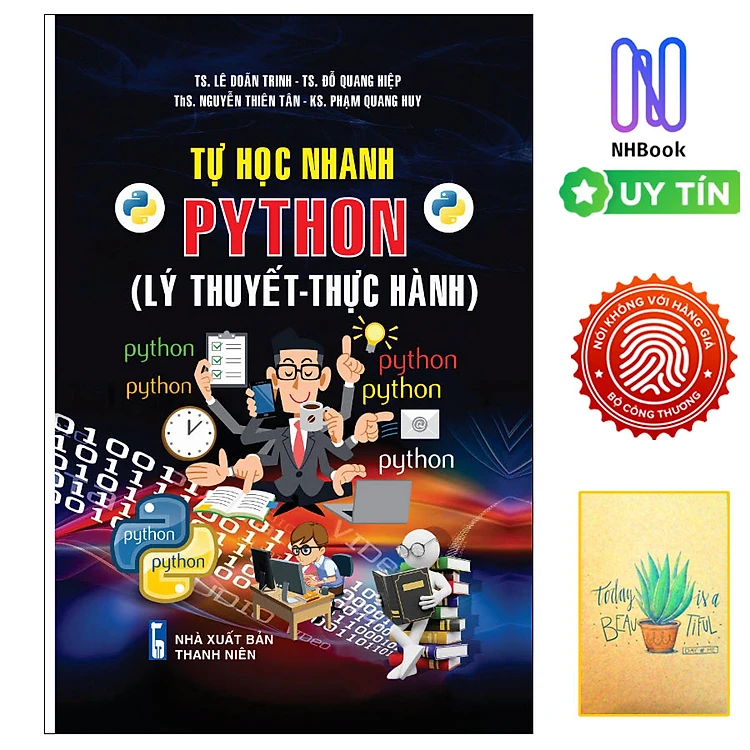 TS. LÊ DOÃN TRINH - TS. ĐỖ QUANG HIỆP
ThS. NGUYỄN THIÊN TÂN - KS. PHẠM QUANG HUY
TỰ HỌC NHANH
PYTHON
(LÝ THUYẾT-THỰC HÀNH)
python
python
python
python
python
python
python
VIDEO
NHÀ XUẤT BẢN
THANH NIÊN
NHBook
UY TÍN
NÓI KHÔNG VỚI HÀNG GIẢ
BỘ CÔNG THƯƠNG
Today is a
BEAUTIFUL
DAY